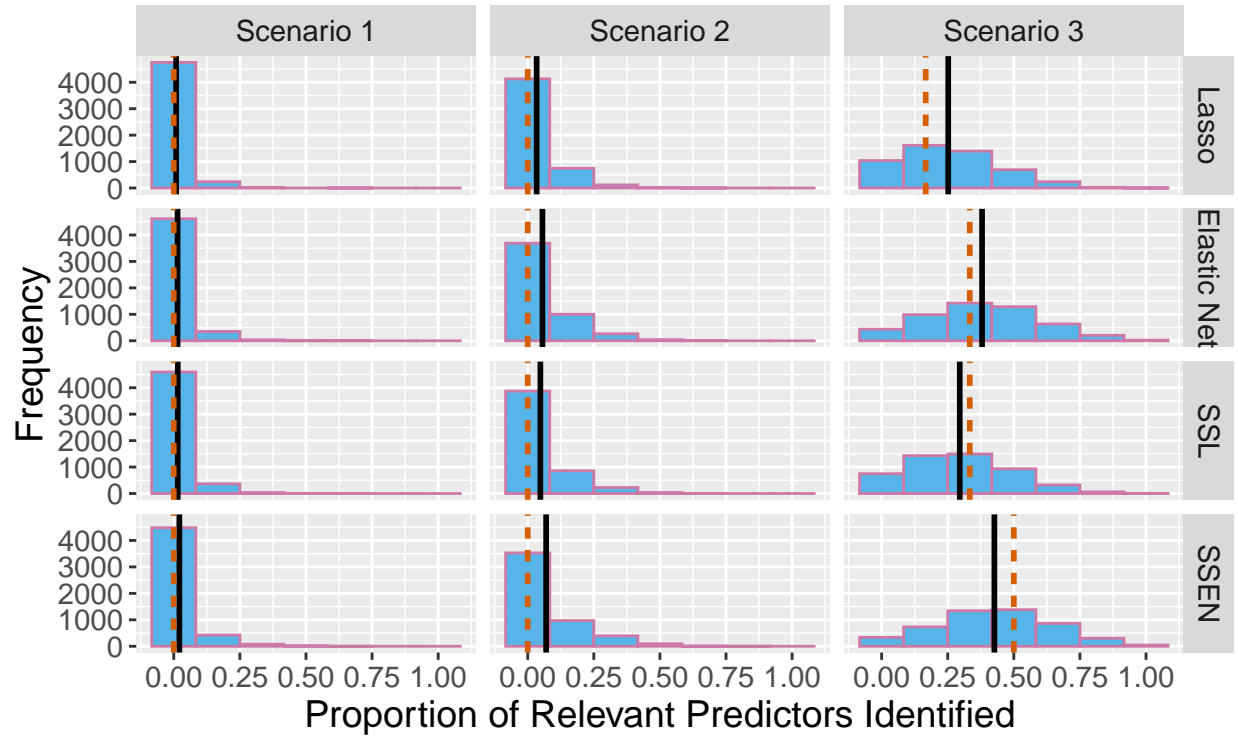 Scenario 1
Scenario 2
Scenario 3
4000
3000
2000
1000
0
Lasso
4000
3000
2000
1000
0
Elastic Net
4000
3000
2000
1000
0
SSL
4000
3000
2000
1000
0
SSEN
Frequency
0.00 0.25 0.50 0.75 1.00
0.00 0.25 0.50 0.75 1.00
0.00 0.25 0.50 0.75 1.00
Proportion of Relevant Predictors Identified